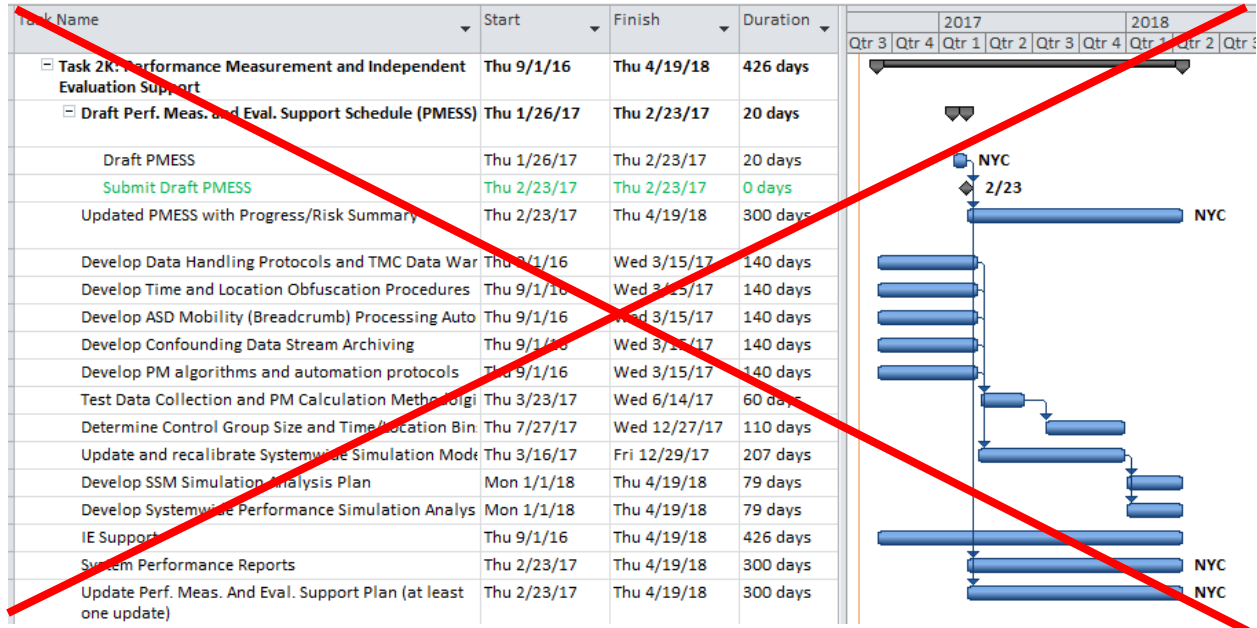 Task Name Start Finish Duration 2017 2018
Qtr 3 Qtr 4 Qtr 1 Qtr 2 Qtr 3 Qtr 4 Qtr 1 Qtr 2 Qtr 3
Task 2K: Performance Measurement and Independent Thu 9/1/16 Thu 4/19/18 426 days
Evaluation Support
Draft Perf. Meas. and Eval. Support Schedule (PMESS) Thu 1/26/17 Thu 2/23/17 20 days
Draft PMESS Thu 1/26/17 Thu 2/23/17 20 days NYC
Submit Draft PMESS Thu 2/23/17 Thu 2/23/17 0 days 2/23
Updated PMESS with Progress/Risk Summary Thu 2/23/17 Thu 4/19/18 300 days NYC
Develop Data Handling Protocols and TMC Data War Thu 9/1/16 Wed 3/15/17 140 days
Develop Time and Location Obfuscation Procedures Thu 9/1/16 Wed 3/15/17 140 days
Develop ASD Mobility (Breadcrumb) Processing Auto Thu 9/1/16 Wed 3/15/17 140 days
Develop Confounding Data Stream Archiving Thu 9/1/16 Wed 3/15/17 140 days
Develop PM algorithms and automation protocols Thu 9/1/16 Wed 3/15/17 140 days
Test Data Collection and PM Calculation Methodolgi Thu 3/23/17 Wed 6/14/17 60 days
Determine Control Group Size and Time/Location Bin Thu 7/27/17 Wed 12/27/17 110 days
Update and recalibrate Systemwide Simulation Mode Thu 3/16/17 Fri 12/29/17 207 days
Develop SSM Simulation Analysis Plan Mon 1/1/18 Thu 4/19/18 79 days
Develop Systemwide Performance Simulation Analys Mon 1/1/18 Thu 4/19/18 79 days
IE Support Thu 9/1/16 Thu 4/19/18 426 days
System Performance Reports Thu 2/23/17 Thu 4/19/18 300 days NYC
Update Perf. Meas. And Eval. Support Plan (at least Thu 2/23/17 Thu 4/19/18 300 days NYC
one update)